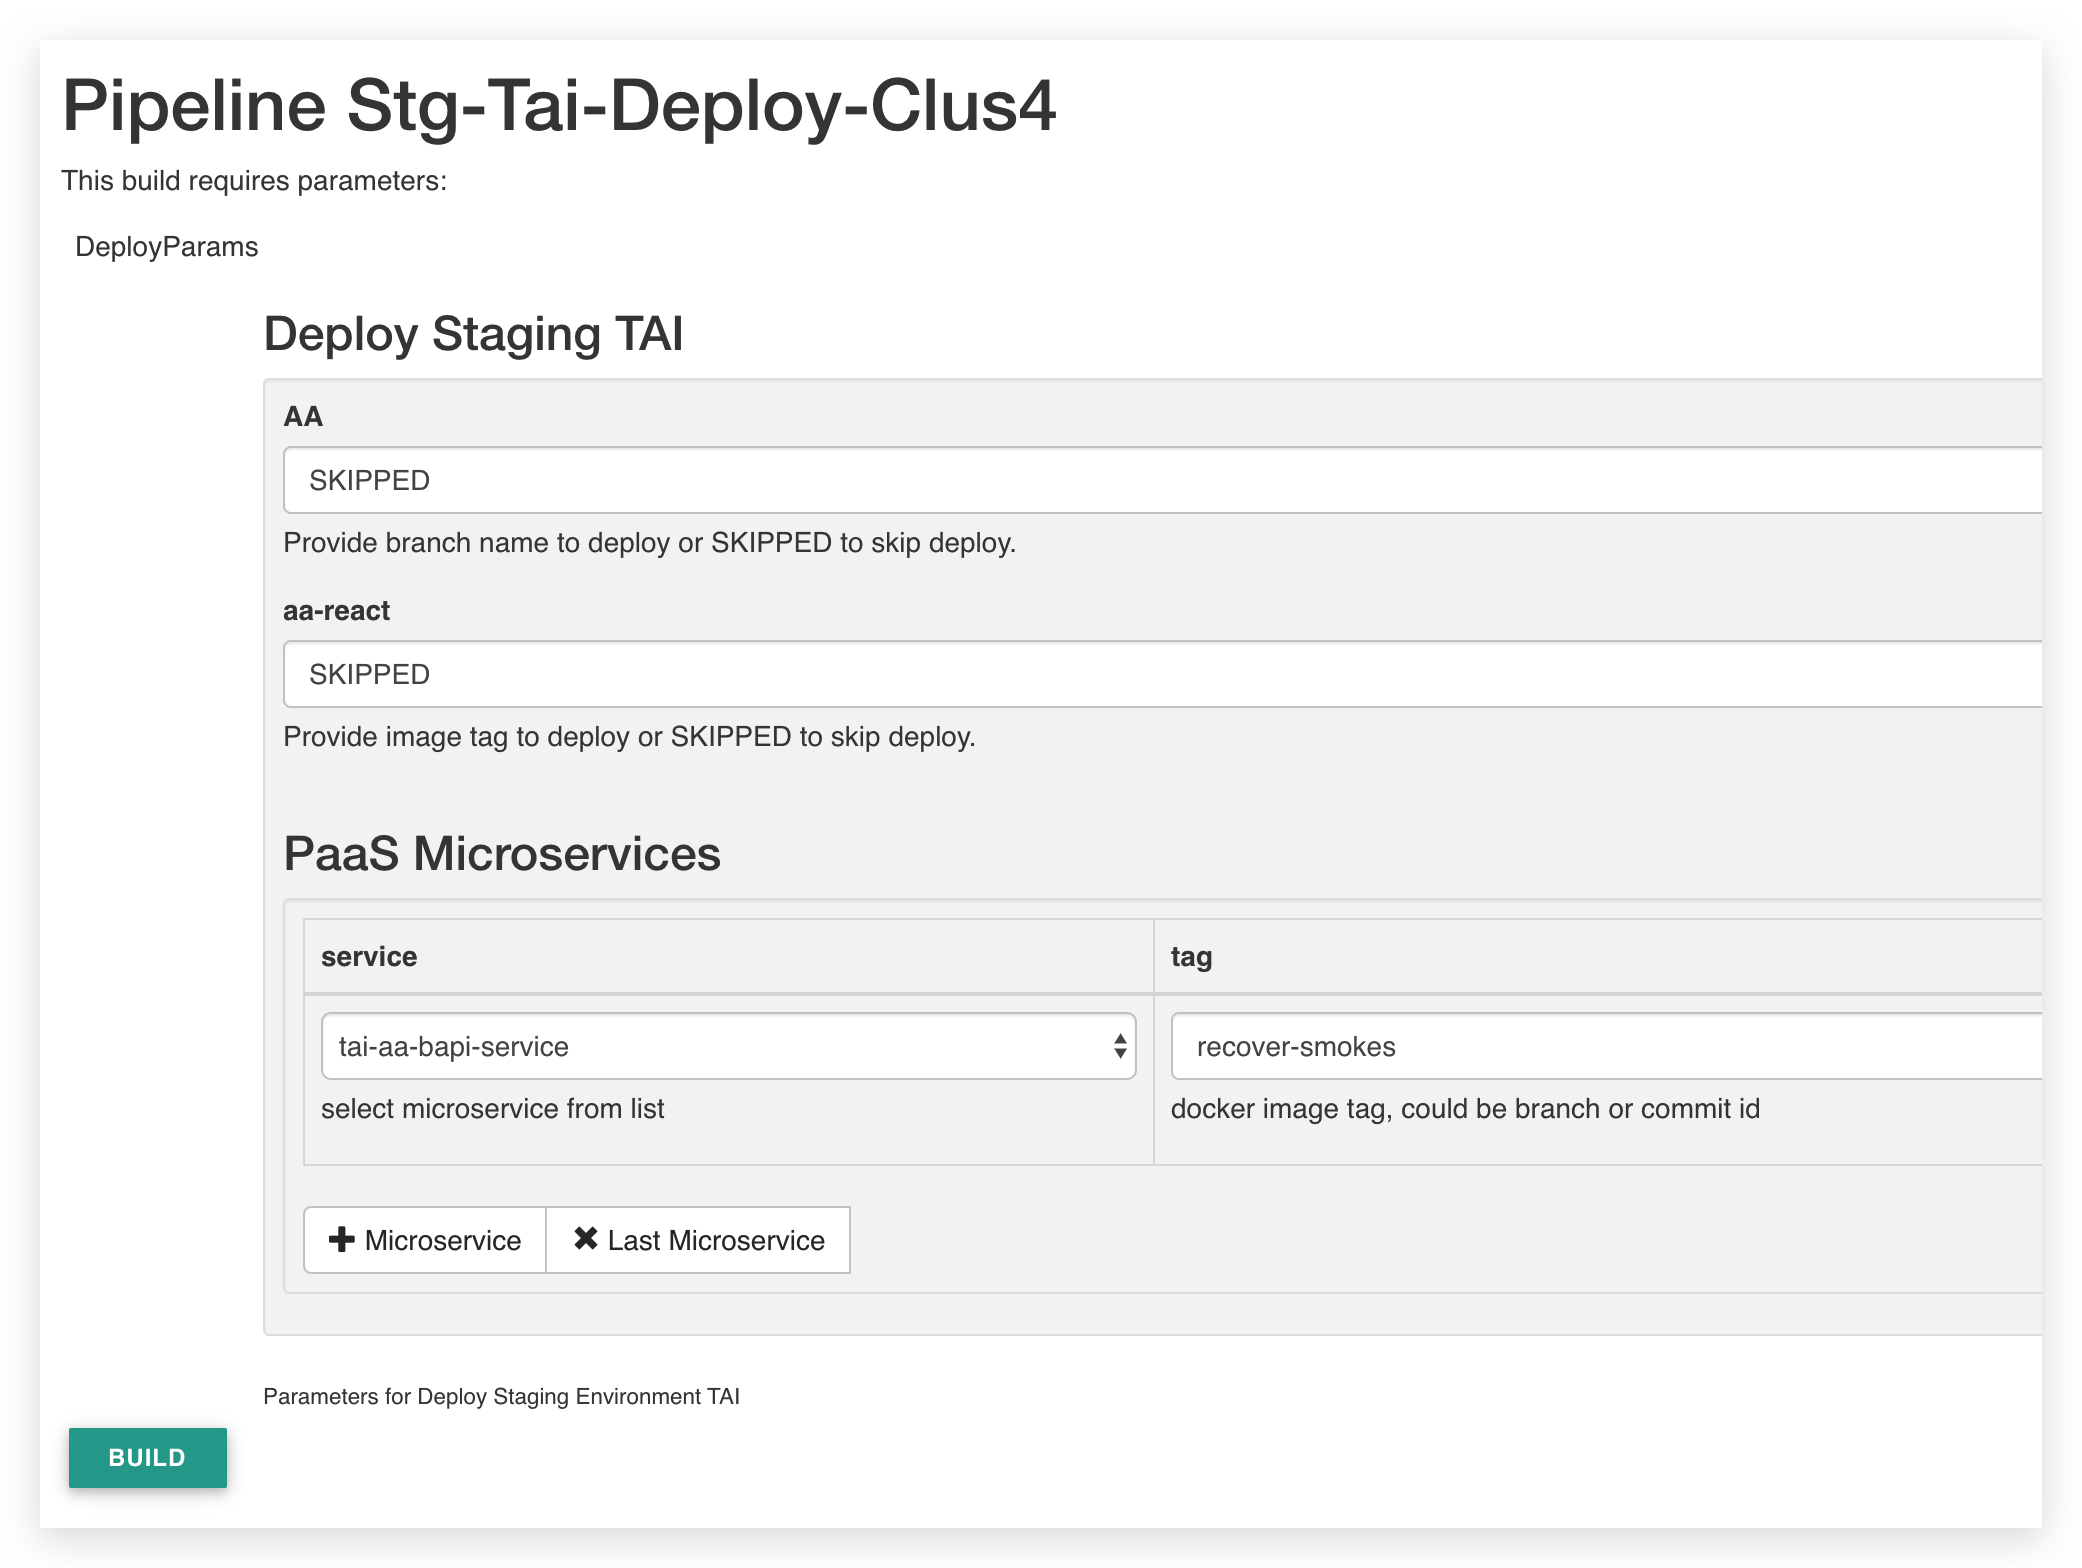 Pipeline Stg-Tai-Deploy-Clus4
This build requires parameters:
DeployParams
Deploy Staging TAI
AA
SKIPPED
Provide branch name to deploy or SKIPPED to skip deploy.
aa-react
SKIPPED
Provide image tag to deploy or SKIPPED to skip deploy.
PaaS Microservices
service
tag
tai-aa-bapi-service
recover-smokes
select microservice from list
docker image tag, could be branch or commit id
Microservice
Last Microservice
Parameters for Deploy Staging Environment TAI
BUILD